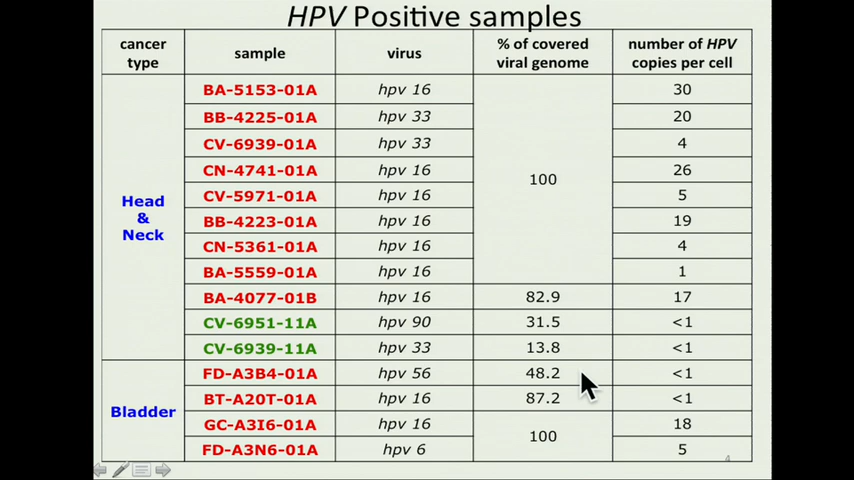 HPV Positive samples
cancer type | sample | virus | % of covered viral genome | number of HPV copies per cell
Head & Neck | BA-5153-01A | hpv 16 | 100 | 30
BB-4225-01A | hpv 33 | 20
CV-6939-01A | hpv 33 | 4
CN-4741-01A | hpv 16 | 26
CV-5971-01A | hpv 16 | 5
BB-4223-01A | hpv 16 | 19
CN-5361-01A | hpv 16 | 4
BA-5559-01A | hpv 16 | 1
BA-4077-01B | hpv 16 | 82.9 | 17
CV-6951-11A | hpv 90 | 31.5 | <1
CV-6939-11A | hpv 33 | 13.8 | <1
Bladder | FD-A3B4-01A | hpv 56 | 48.2 | <1
BT-A20T-01A | hpv 16 | 87.2 | <1
GC-A3I6-01A | hpv 16 | 100 | 18
FD-A3N6-01A | hpv 6 | 5
4